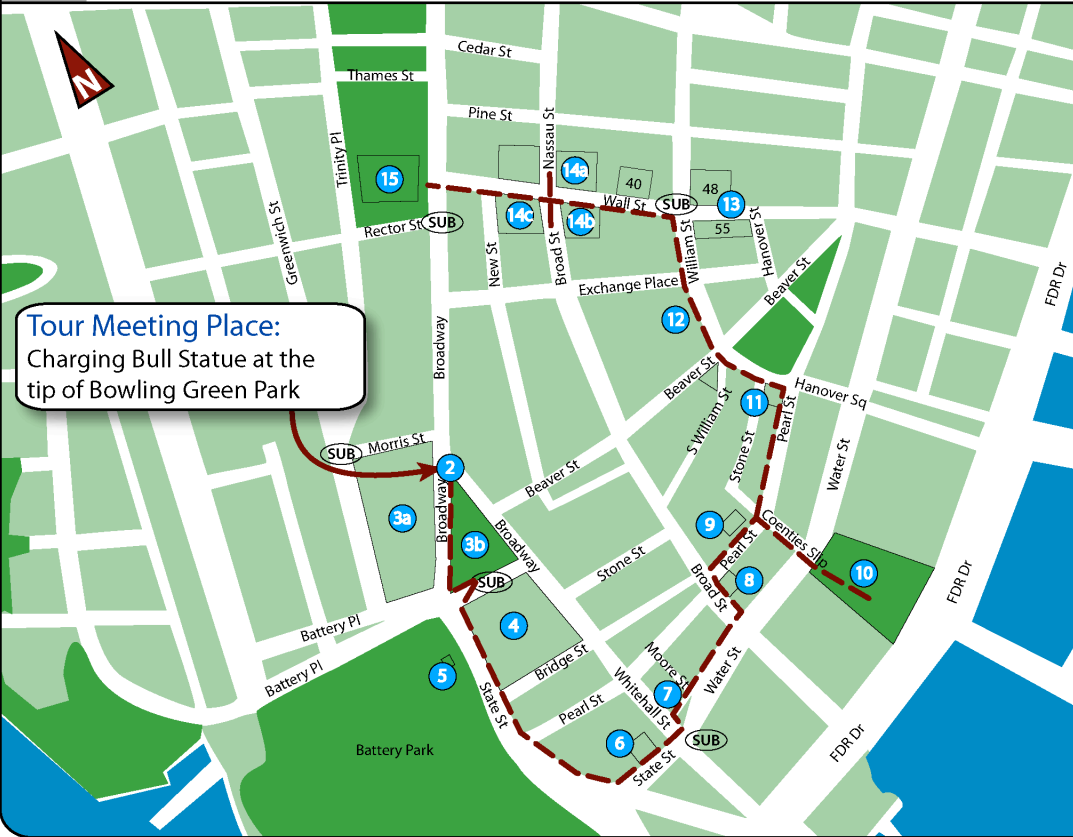 Cedar St
N
Thames St
Pine St
Nassau St
Trinity Pl
14a
15
40
48
Wall St
SUB
13
Greenwich St
14c
14b
Rector St
SUB
55
Hanover St
William St
New St
Broad St
Beaver St
FDR Dr
Exchange Place
Tour Meeting Place:
Charging Bull Statue at the
tip of Bowling Green Park
12
Broadway
Beaver St
Hanover Sq
11
Pearl St
S William St
Stone St
Water St
Morris St
SUB
2
Beaver St
Broadway
3a
9
Coenties Slip
3b
Broadway
Pearl St
Stone St
10
SUB
8
Broad St
FDR Dr
4
Battery Pl
Bridge St
Moore St
Water St
Battery Pl
5
State St
Whitehall St
7
Pearl St
6
SUB
FDR Dr
Battery Park
State St